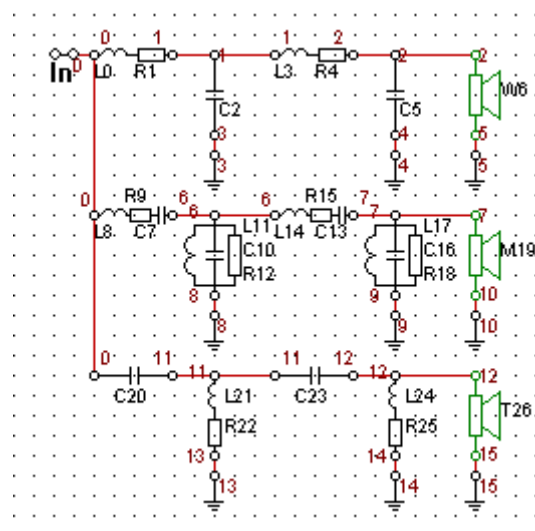 0 1 1 2
In 0 L0 R1 1 L3 R4 2 2 W6
C2 C5
3 4 5
3 4 5
R9 R15
0 6 6 6 7 7 7
L8 C7 L11 L14 C13 L17
C10 C16 M19
R12 R18
8 9 10
8 9 10
0 11 11 11 12 12 12
C20 L21 C23 L24 T26
R22 R25
13 14 15
13 14 15